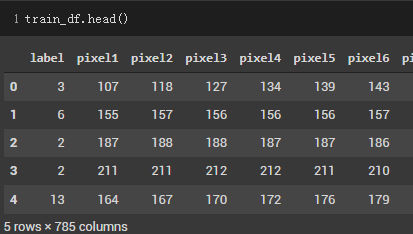 1 train_df.head()
label pixel1 pixel2 pixel3 pixel4 pixel5 pixel6
0 3 107 118 127 134 139 143
1 6 155 157 156 156 156 157
2 2 187 188 188 187 187 186
3 2 211 211 212 212 211 210
4 13 164 167 170 172 176 179
5 rows × 785 columns